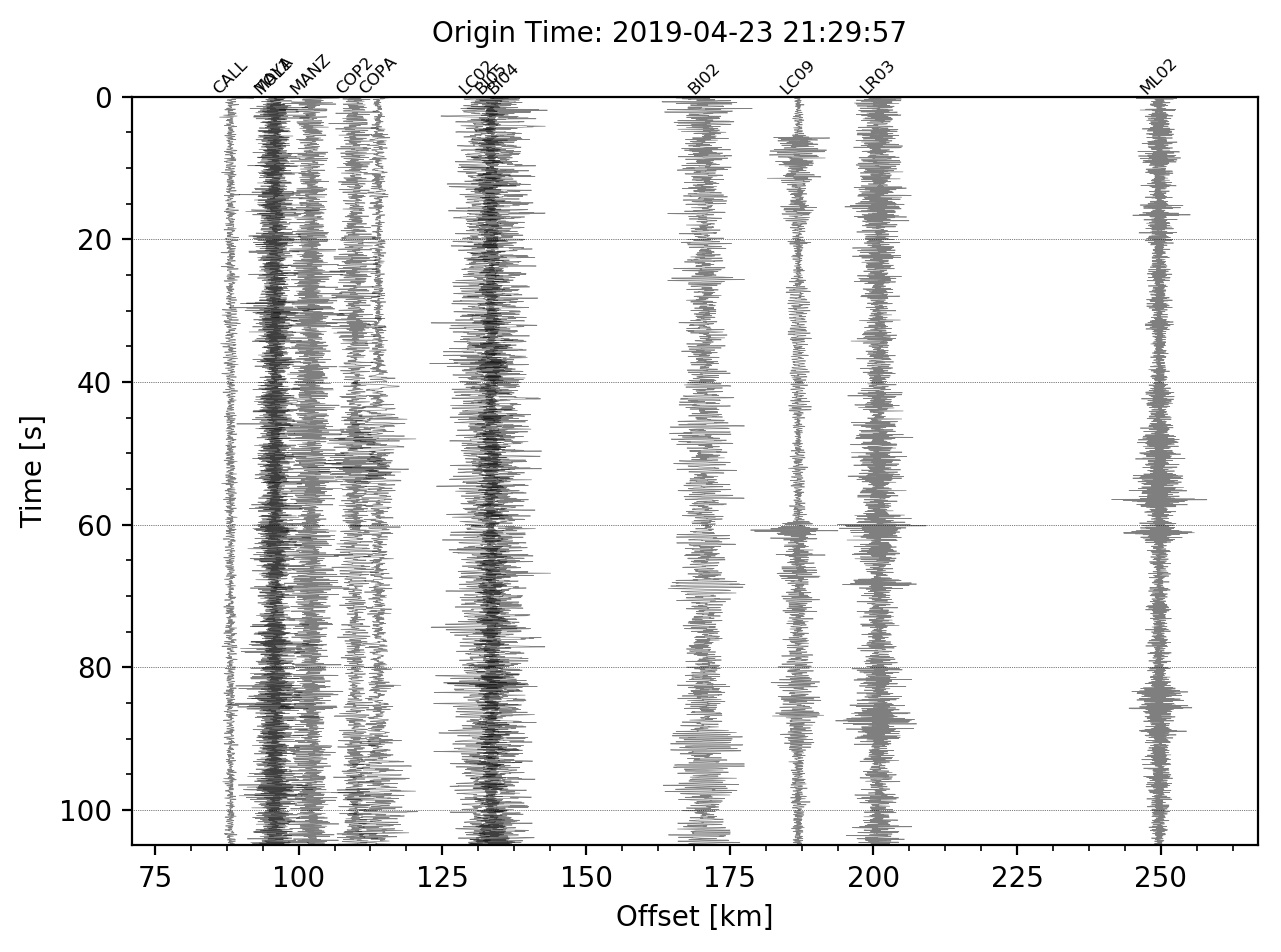 Origin Time: 2019-04-23 21:29:57
CALL MANZ COP2 COPA LC02 BI04 BI02 LC09 LR03 ML02
0
20
40
60
80
100
Time [s]
75 100 125 150 175 200 225 250
Offset [km]